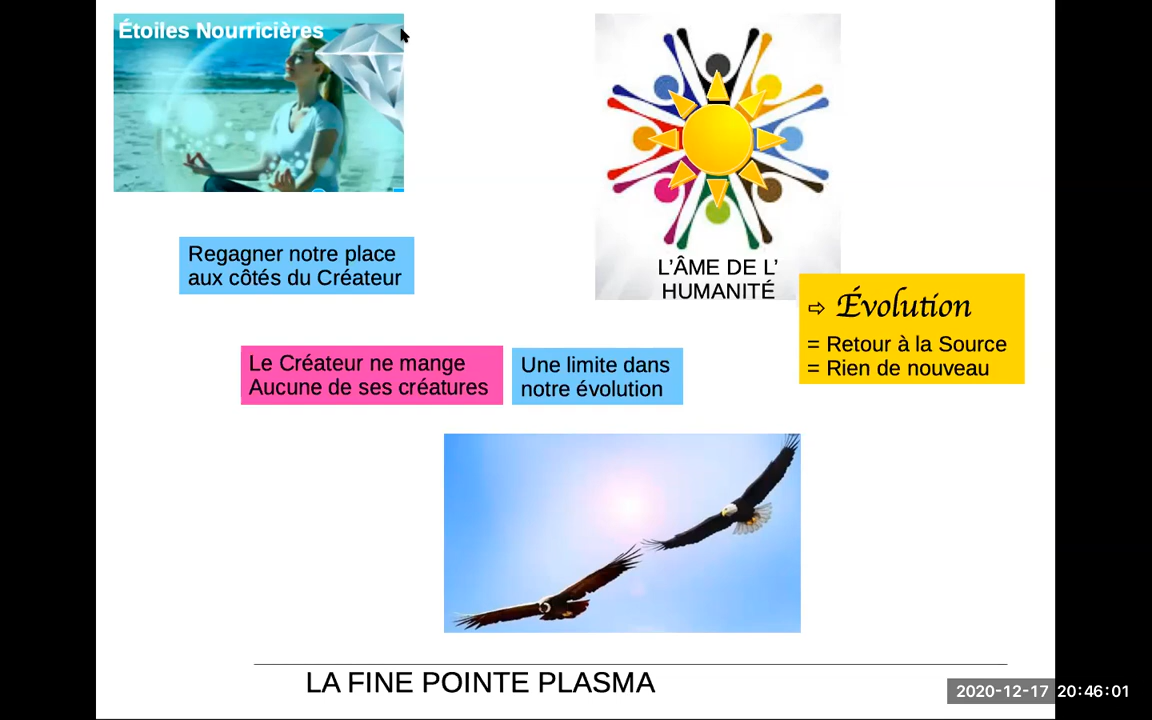 Étoiles Nourricières
L’ÂME DE L’
HUMANITÉ
Regagner notre place
aux côtés du Créateur
⇨ Évolution
= Retour à la Source
= Rien de nouveau
Le Créateur ne mange
Aucune de ses créatures
Une limite dans
notre évolution
LA FINE POINTE PLASMA
2020-12-17 20:46:01